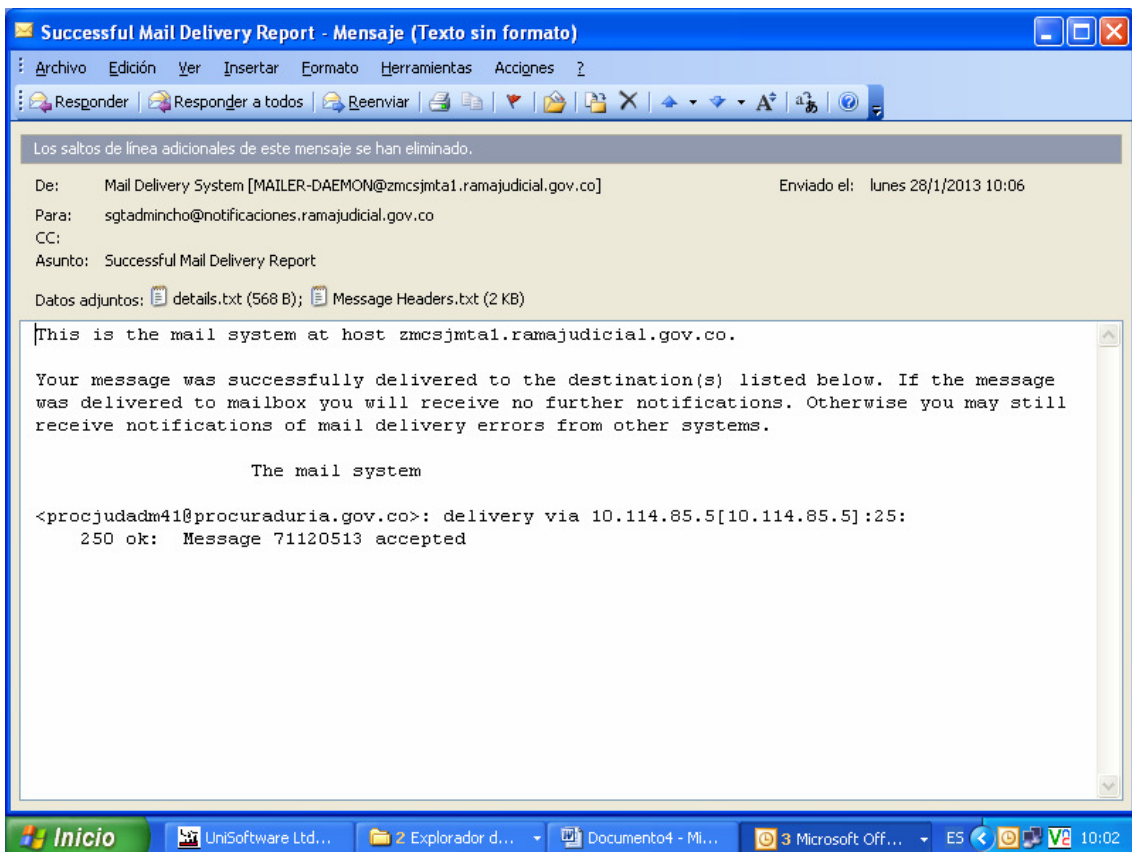 Successful Mail Delivery Report - Mensaje (Texto sin formato)
Archivo Edición Ver Insertar Formato Herramientas Acciones ?
Responder Responder a todos Reenviar
Los saltos de línea adicionales de este mensaje se han eliminado.
De: Mail Delivery System [MAILER-DAEMON@zmcsjmta1.ramajudicial.gov.co] Enviado el: lunes 28/1/2013 10:06
Para: sgtadmincho@notificaciones.ramajudicial.gov.co
CC:
Asunto: Successful Mail Delivery Report
Datos adjuntos: details.txt (568 B); Message Headers.txt (2 KB)
This is the mail system at host zmcsjmta1.ramajudicial.gov.co.
Your message was successfully delivered to the destination(s) listed below. If the message
was delivered to mailbox you will receive no further notifications. Otherwise you may still
receive notifications of mail delivery errors from other systems.
The mail system
<procjudadm41@procuraduria.gov.co>: delivery via 10.114.85.5[10.114.85.5]:25:
250 ok: Message 71120513 accepted
Inicio UniSoftware Ltd... 2 Explorador d... Documento4 - Mi... 3 Microsoft Off... ES 10:02